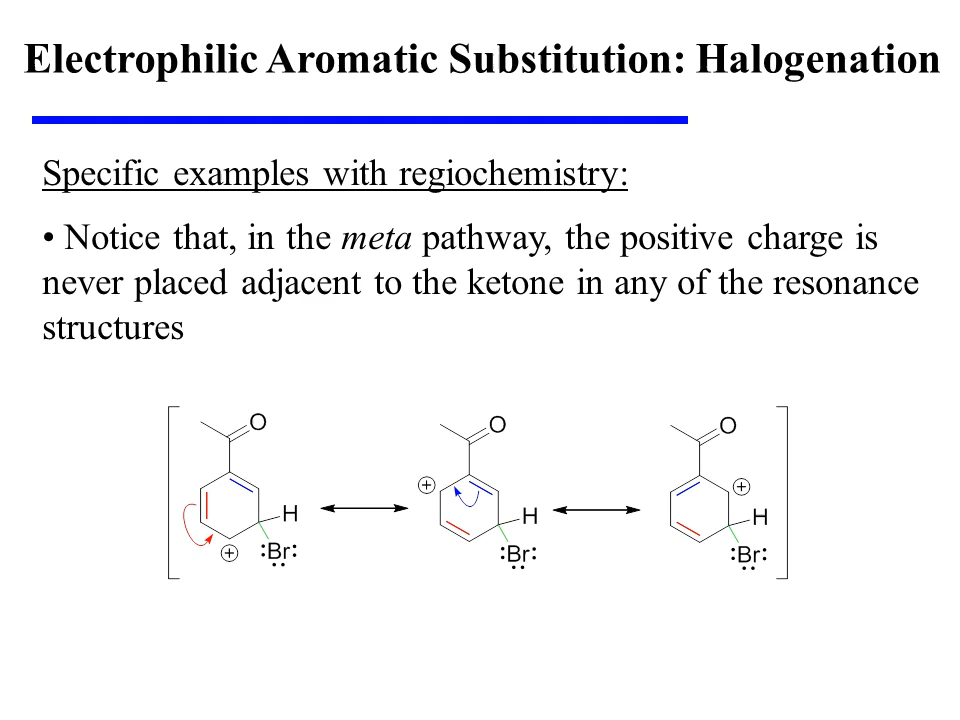 Electrophilic Aromatic Substitution: Halogenation
Specific examples with regiochemistry:
• Notice that, in the meta pathway, the positive charge is
never placed adjacent to the ketone in any of the resonance
structures
O
H
Br
+
O
+
H
Br
O
+
H
Br